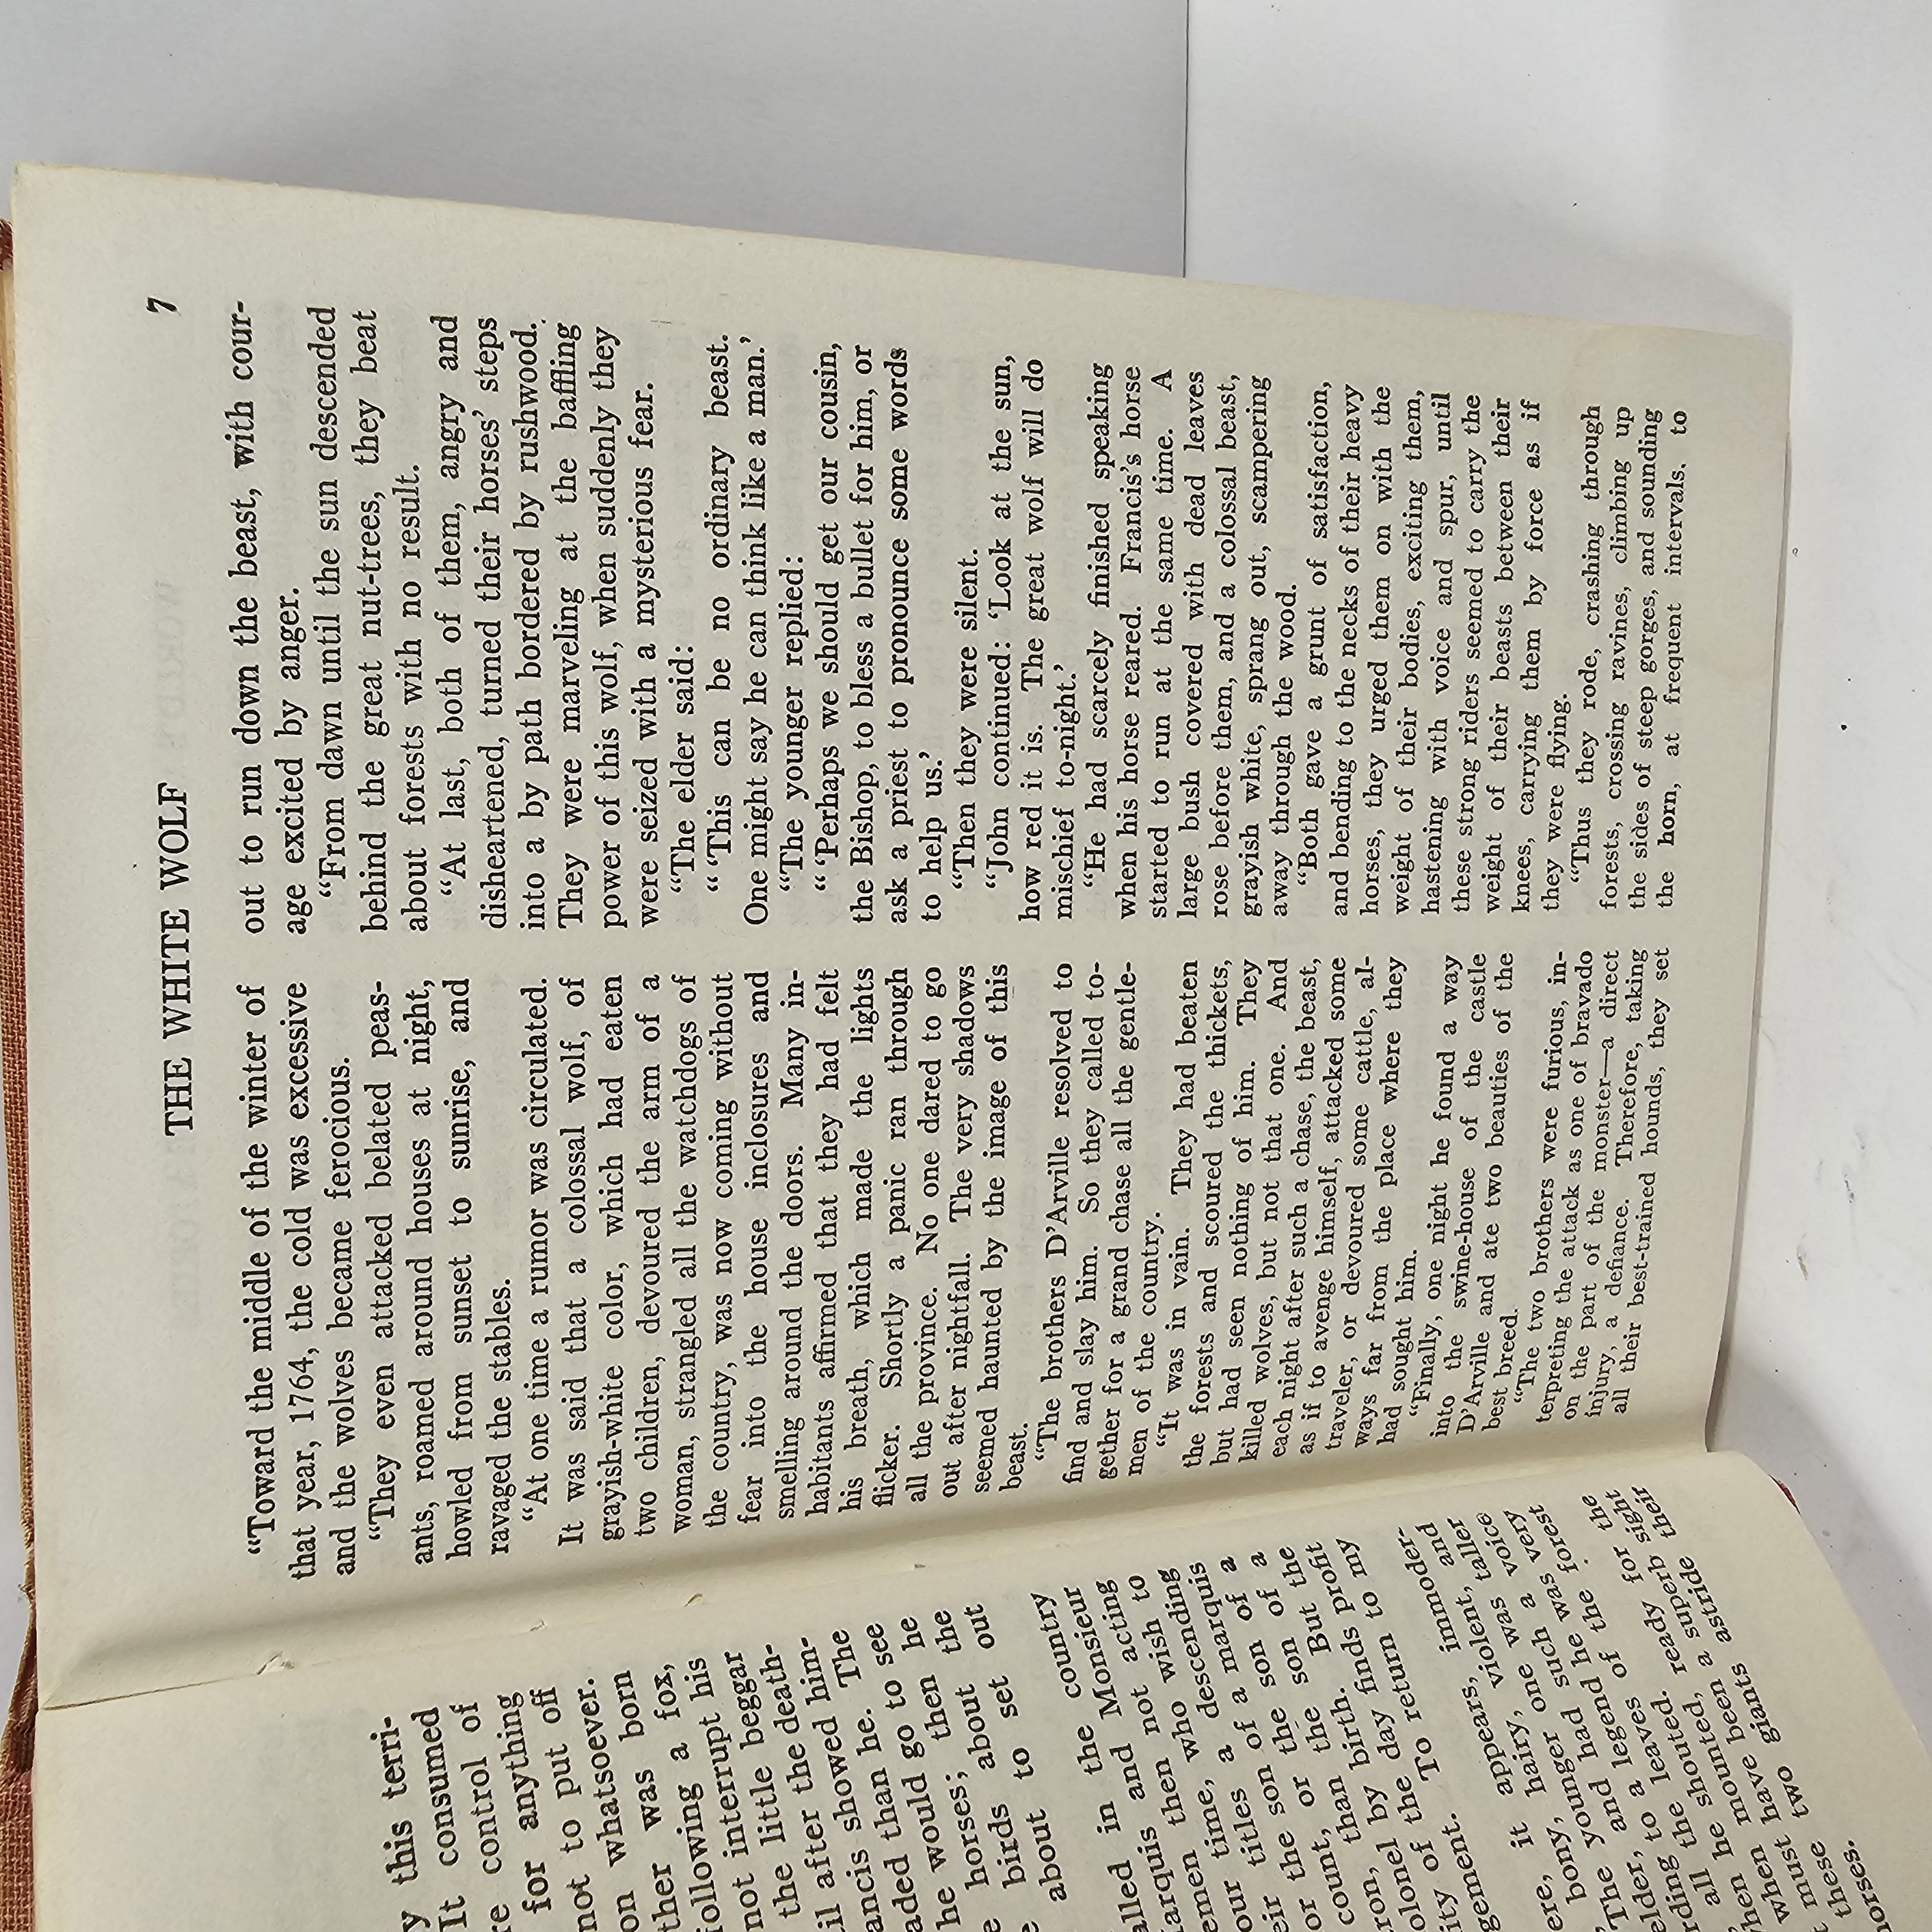 y this terri-
It consumed
re control of
for anything
not to put off
on whatsoever.
ther was born
following a fox,
not interrupt his
the little beggar
il after the death-
ancis showed him-
aded than he. The
he would go to see
e horses; then he
e birds about the
about to set out
alled in the country
Marquis and Monsieur
emen then not acting
our time, who wish to
eir titles a descending
or the son of a marquis
count, or the son of a
ron, than the son of a
olonel by birth. But the
ity of the day finds profit
gement. To return to my
ere, it appears, immoder-
, bony, hairy, violent, and
The younger one was taller
elder, and had such a voice
rding to a legend he was very
, all the leaves of the forest
hen he shouted.
when mounted, ready for the
t must have been a superb sight
these two giants astride their
horses.
THE WHITE WOLF
7
“Toward the middle of the winter of
that year, 1764, the cold was excessive
and the wolves became ferocious.
“They even attacked belated peas-
ants, roamed around houses at night,
howled from sunset to sunrise, and
ravaged the stables.
“At one time a rumor was circulated.
It was said that a colossal wolf, of
grayish-white color, which had eaten
two children, devoured the arm of a
woman, strangled all the watchdogs of
the country, was now coming without
fear into the house inclosures and
smelling around the doors. Many in-
habitants affirmed that they had felt
his breath, which made the lights
flicker. Shortly a panic ran through
all the province. No one dared to go
out after nightfall. The very shadows
seemed haunted by the image of this
beast.
“The brothers D’Arville resolved to
find and slay him. So they called to-
gether for a grand chase all the gentle-
men of the country.
“It was in vain. They had beaten
the forests and scoured the thickets,
but had seen nothing of him. They
killed wolves, but not that one. And
each night after such a chase, the beast,
as if to avenge himself, attacked some
traveler, or devoured some cattle, al-
ways far from the place where they
had sought him.
“Finally, one night he found a way
into the swine-house of the castle
D’Arville and ate two beauties of the
best breed.
“The two brothers were furious, in-
terpreting the attack as one of bravado
on the part of the monster—a direct
injury, a defiance. Therefore, taking
all their best-trained hounds, they set
out to run down the beast, with cour-
age excited by anger.
“From dawn until the sun descended
behind the great nut-trees, they beat
about forests with no result.
“At last, both of them, angry and
disheartened, turned their horses’ steps
into a by path bordered by rushwood.
They were marveling at the baffling
power of this wolf, when suddenly they
were seized with a mysterious fear.
“The elder said:
“ ‘This can be no ordinary beast.
One might say he can think like a man.’
“The younger replied:
“ ‘Perhaps we should get our cousin,
the Bishop, to bless a bullet for him, or
ask a priest to pronounce some words
to help us.’
“Then they were silent.
“John continued: ‘Look at the sun,
how red it is. The great wolf will do
mischief to-night.’
“He had scarcely finished speaking
when his horse reared. Francis’s horse
started to run at the same time. A
large bush covered with dead leaves
rose before them, and a colossal beast,
grayish white, sprang out, scampering
away through the wood.
“Both gave a grunt of satisfaction,
and bending to the necks of their heavy
horses, they urged them on with the
weight of their bodies, exciting them,
hastening with voice and spur, until
these strong riders seemed to carry the
weight of their beasts between their
knees, carrying them by force as if
they were flying.
“Thus they rode, crashing through
forests, crossing ravines, climbing up
the sides of steep gorges, and sounding
the horn, at frequent intervals, to